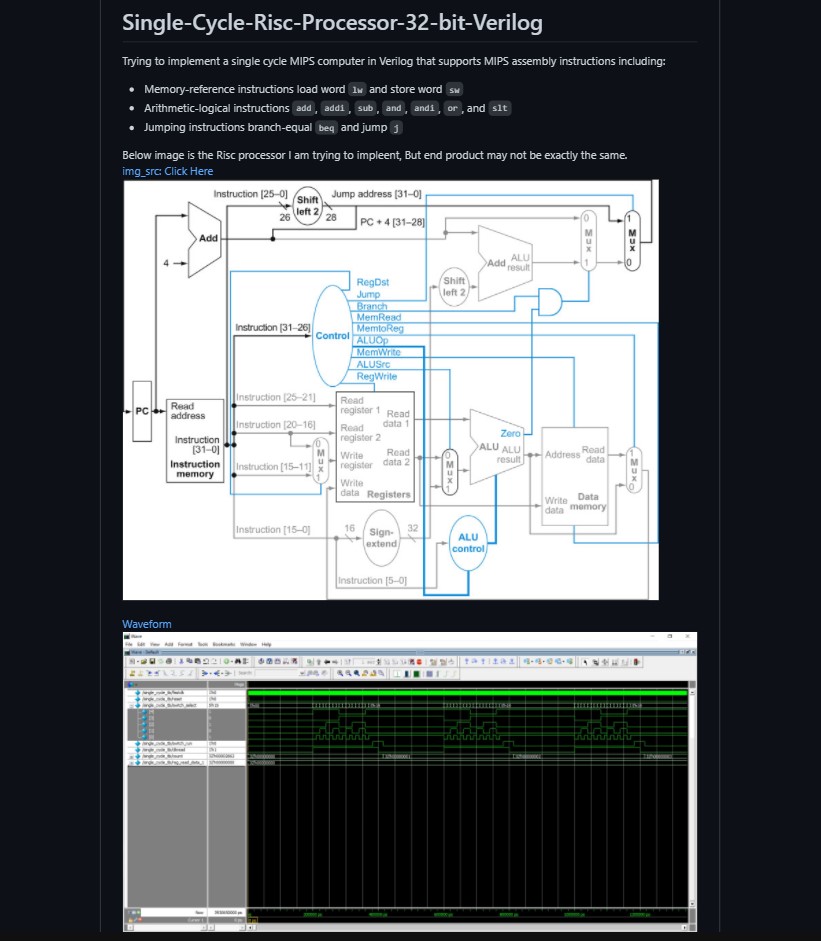 Single-Cycle-Risc-Processor-32-bit-Verilog
Trying to implement a single cycle MIPS computer in Verilog that supports MIPS assembly instructions including:
Memory-reference instructions load word lw and store word sw
Arithmetic-logical instructions add, addi, sub, and, andi, or, and slt
Jumping instructions branch-equal beq and jump j
Below image is the Risc processor I am trying to impleent, But end product may not be exactly the same.
img_src: Click Here
Instruction [25–0]
Shift left 2
Jump address [31–0]
26
28
PC + 4 [31–28]
Add
4
0
Mux
1
1
Mux
0
Add
ALU result
Shift left 2
RegDst
Jump
Branch
MemRead
MemtoReg
ALUOp
MemWrite
ALUSrc
RegWrite
Instruction [31–26]
Control
PC
Read address
Instruction [31–0]
Instruction memory
Instruction [25–21]
Instruction [20–16]
Instruction [15–11]
0
Mux
1
Read register 1
Read register 2
Write register
Write data
Read data 1
Read data 2
Registers
0
Mux
1
Zero
ALU
ALU result
Address
Read data
Write data
Data memory
1
Mux
0
Instruction [15–0]
16
Sign-extend
32
ALU control
Instruction [5–0]
Waveform
Wave
File Edit View Add Format Tools Bookmarks Window Help